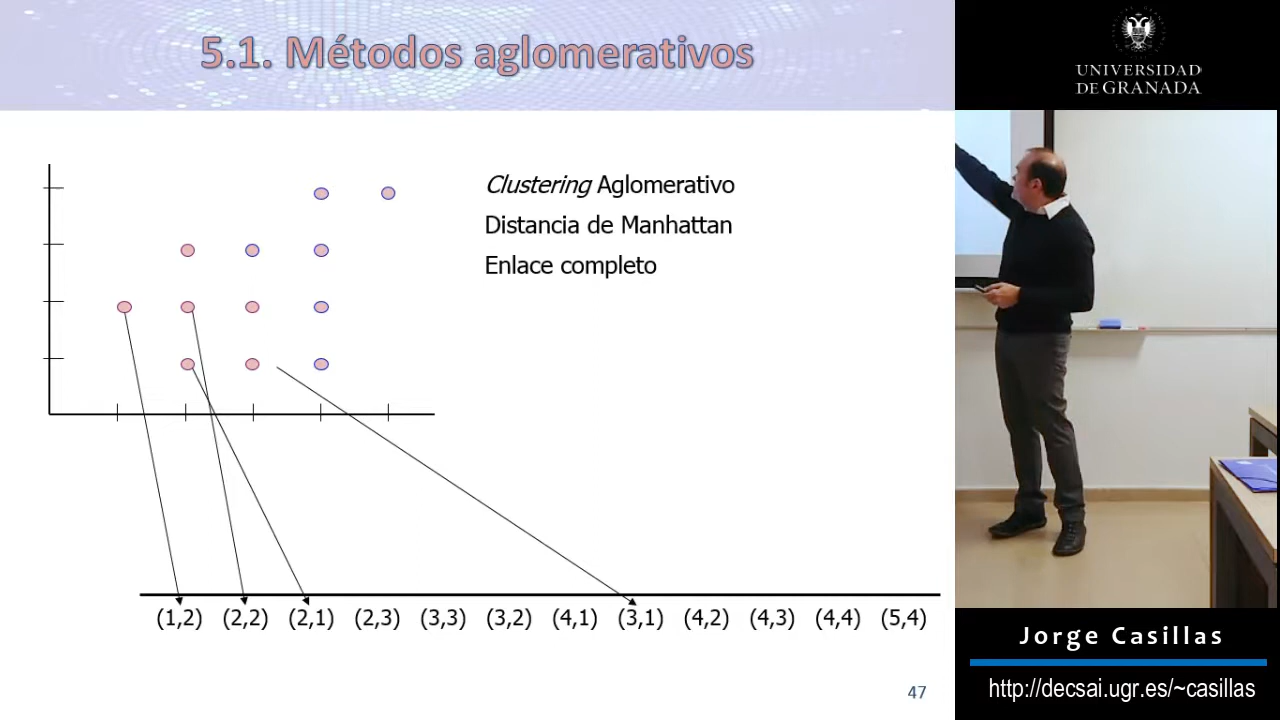 5.1. Métodos aglomerativos
UNIVERSIDAD
DE GRANADA
Clustering Aglomerativo
Distancia de Manhattan
Enlace completo
(1,2) (2,2) (2,1) (2,3) (3,3) (3,2) (4,1) (3,1) (4,2) (4,3) (4,4) (5,4)
47
Jorge Casillas
http://decsai.ugr.es/~casillas